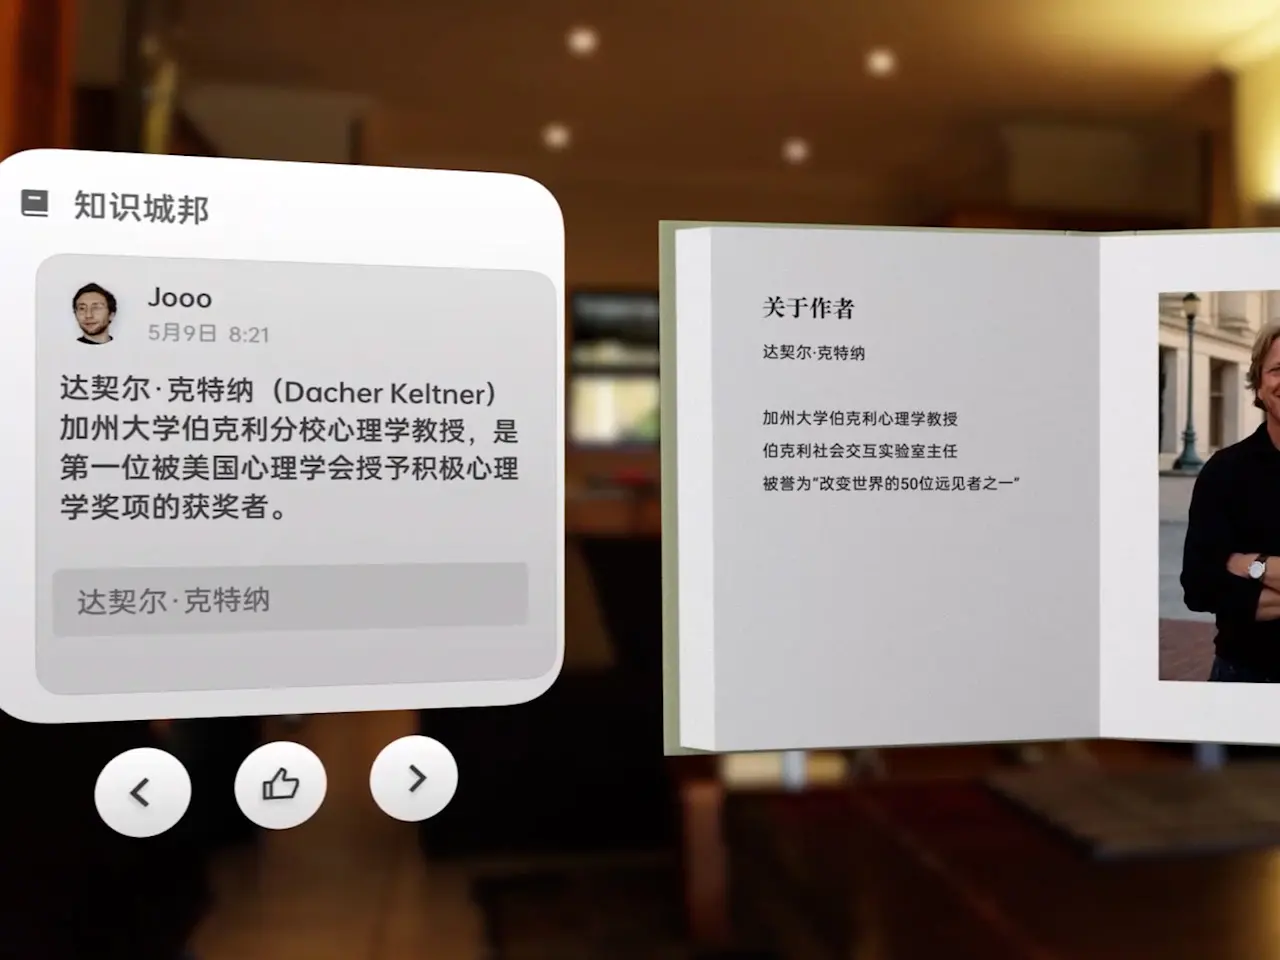 知识城邦
Jooo
5月9日 8:21
达契尔·克特纳（Dacher Keltner）
加州大学伯克利分校心理学教授，是
第一位被美国心理学会授予积极心理
学奖项的获奖者。
达契尔·克特纳
关于作者
达契尔·克特纳
加州大学伯克利心理学教授
伯克利社会交互实验室主任
被誉为“改变世界的50位远见者之一”